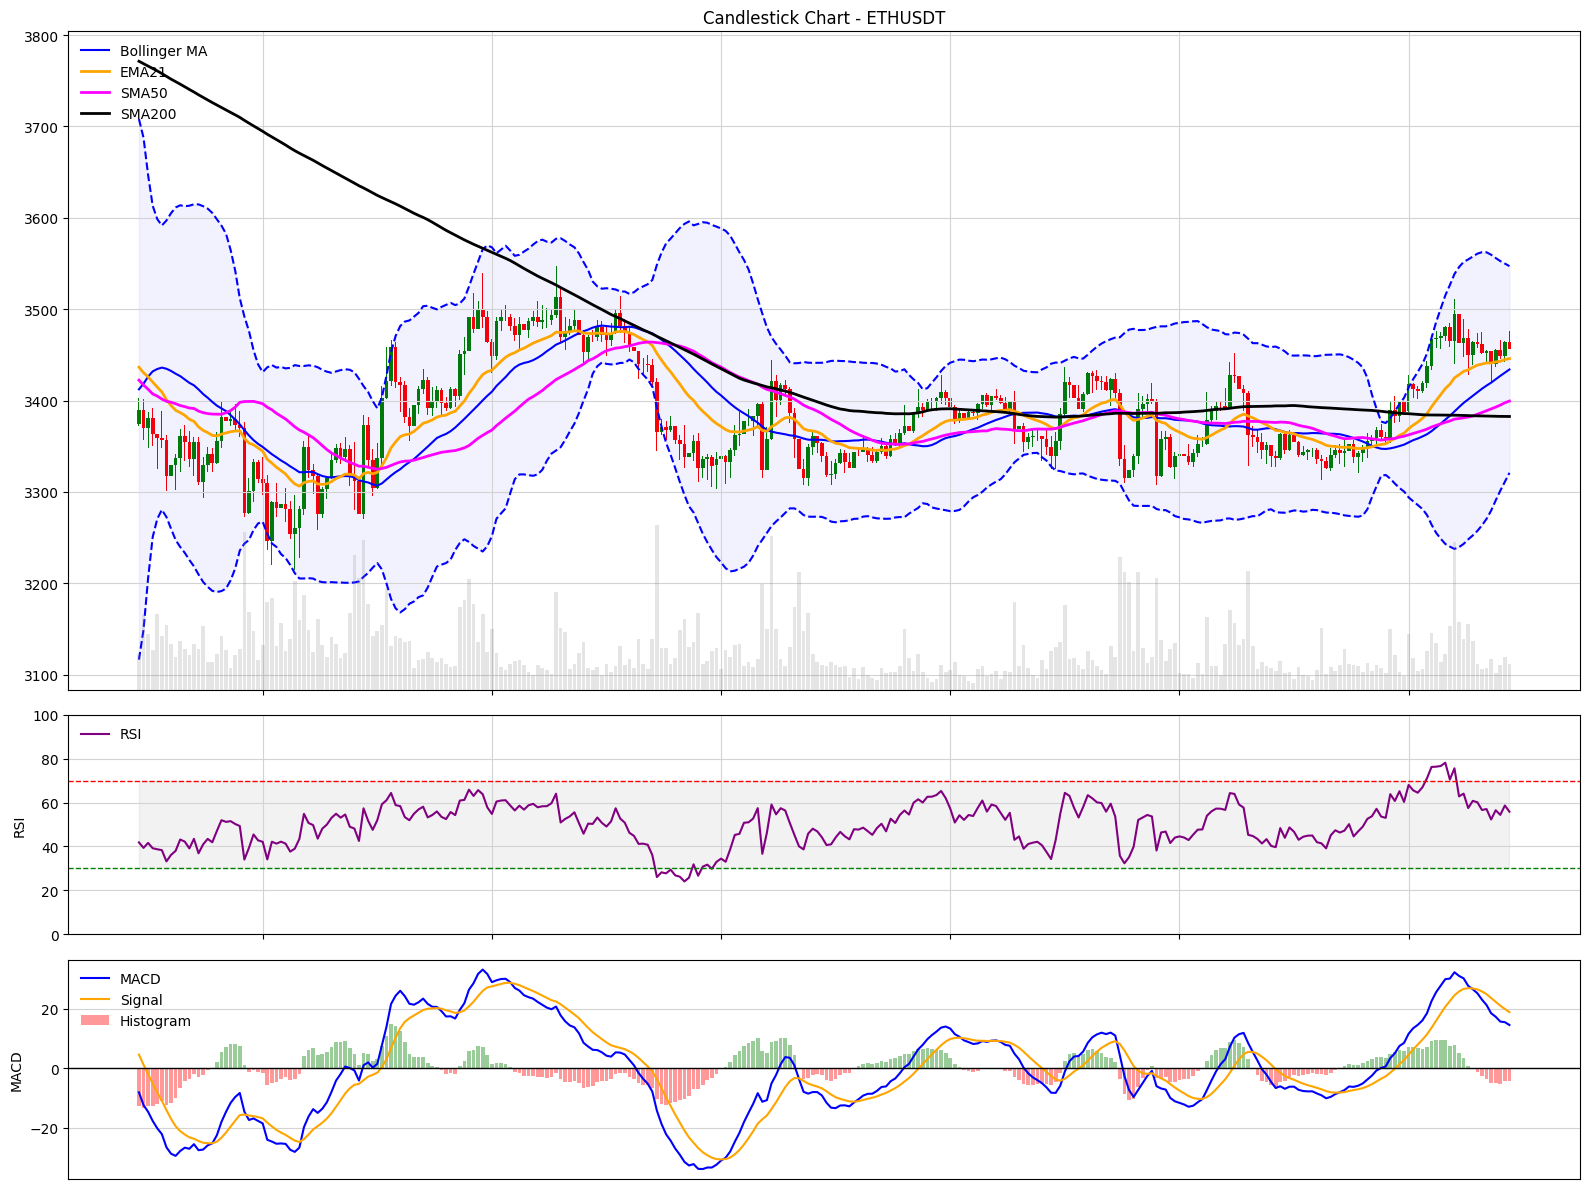 Candlestick Chart - ETHUSDT
3800
3700
3600
3500
3400
3300
3200
3100
Bollinger MA
EMA21
SMA50
SMA200
100
80
60
40
20
0
RSI
RSI
20
0
−20
MACD
MACD
Signal
Histogram